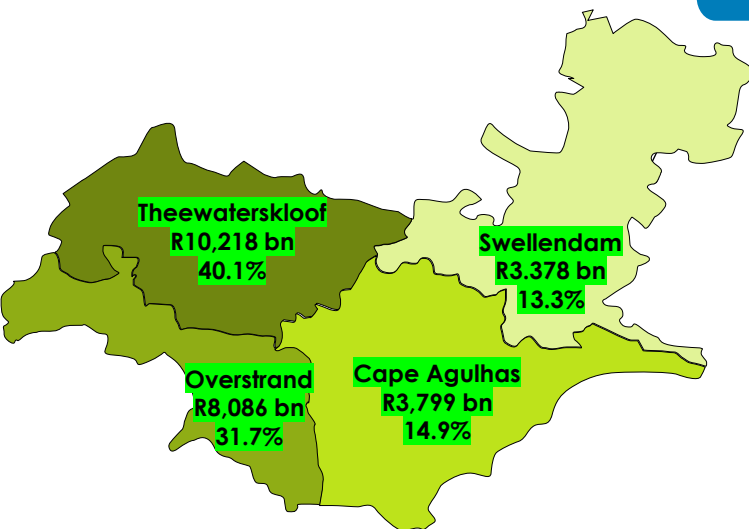 Theewaterskloof
R10,218 bn
40.1%
Swellendam
R3.378 bn
13.3%
Overstrand
R8,086 bn
31.7%
Cape Agulhas
R3,799 bn
14.9%